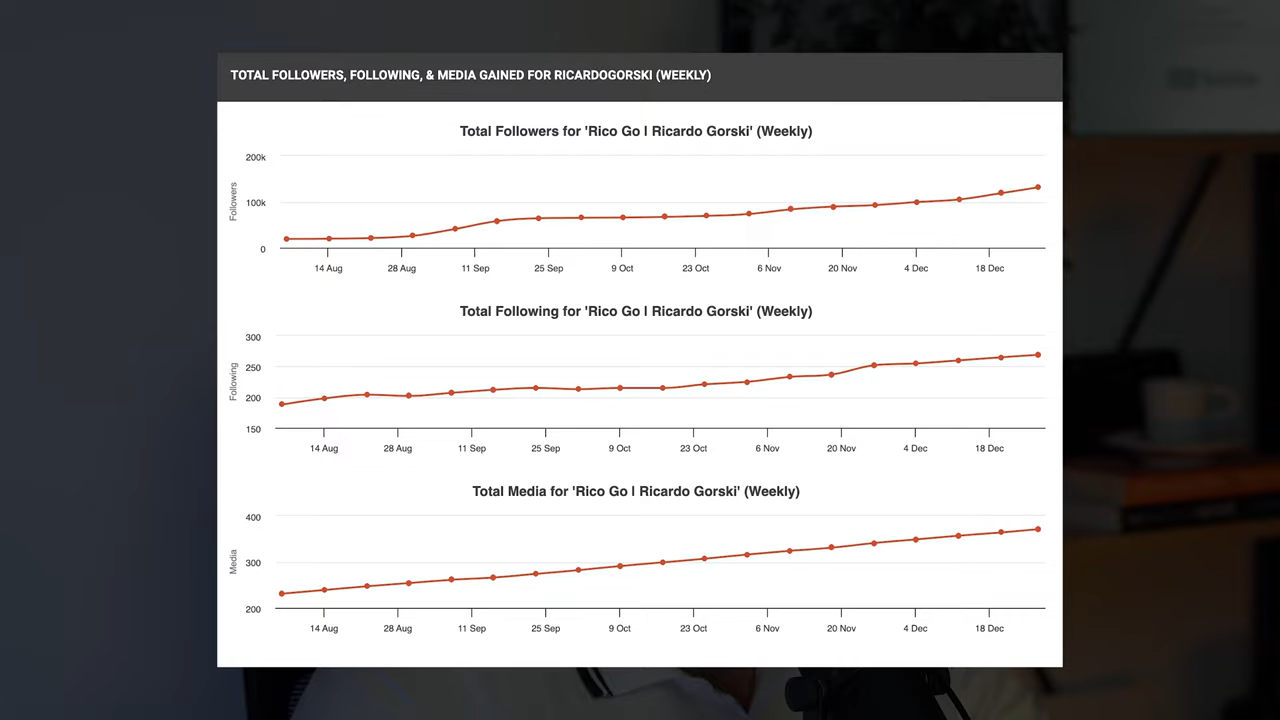 TOTAL FOLLOWERS, FOLLOWING, & MEDIA GAINED FOR RICARDOGORSKI (WEEKLY)
Total Followers for 'Rico Go | Ricardo Gorski' (Weekly)
200k
100k
0
Followers
14 Aug 28 Aug 11 Sep 25 Sep 9 Oct 23 Oct 6 Nov 20 Nov 4 Dec 18 Dec
Total Following for 'Rico Go | Ricardo Gorski' (Weekly)
300
250
200
150
Following
14 Aug 28 Aug 11 Sep 25 Sep 9 Oct 23 Oct 6 Nov 20 Nov 4 Dec 18 Dec
Total Media for 'Rico Go | Ricardo Gorski' (Weekly)
400
300
200
Media
14 Aug 28 Aug 11 Sep 25 Sep 9 Oct 23 Oct 6 Nov 20 Nov 4 Dec 18 Dec